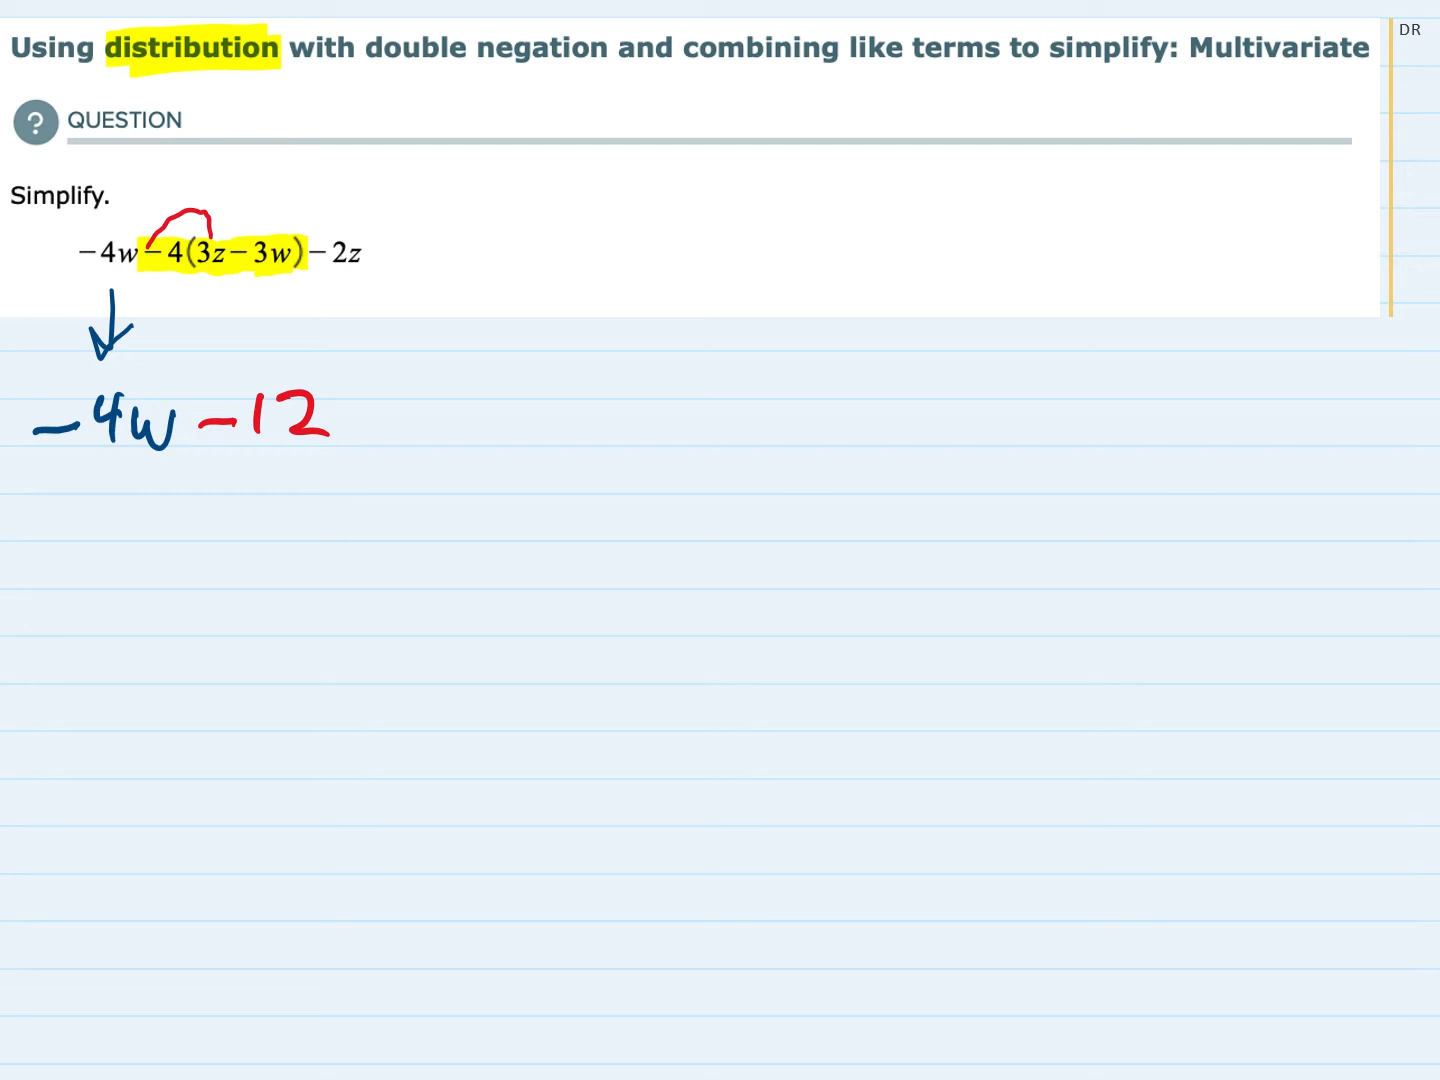 Using distribution with double negation and combining like terms to simplify: Multivariate
DR
?
QUESTION
Simplify.
−4w−4(3z−3w)−2z
−4w −12